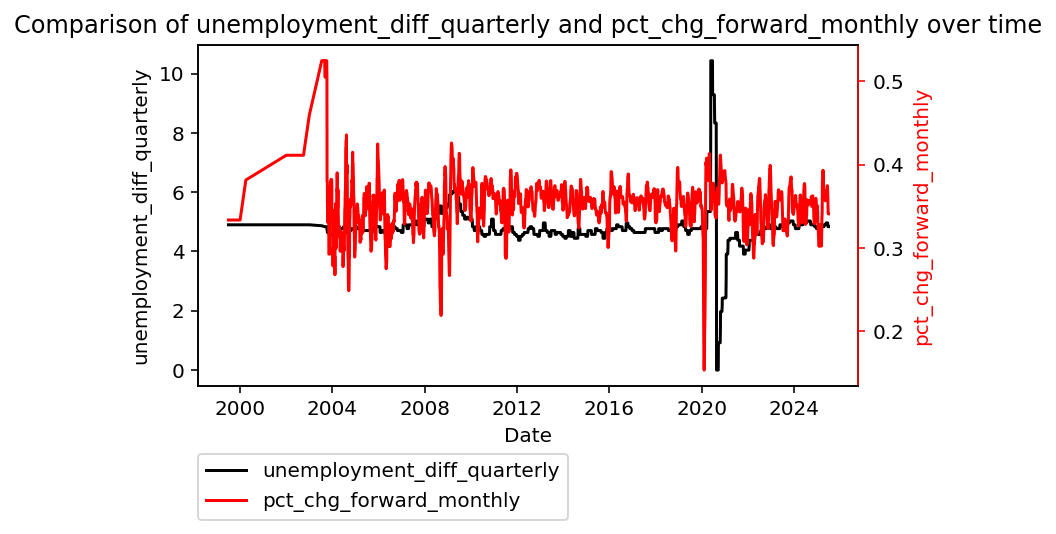 Comparison of unemployment_diff_quarterly and pct_chg_forward_monthly over time
unemployment_diff_quarterly
10
8
6
4
2
0
0.5
0.4
0.3
0.2
pct_chg_forward_monthly
2000
2004
2008
2012
2016
2020
2024
Date
unemployment_diff_quarterly
pct_chg_forward_monthly